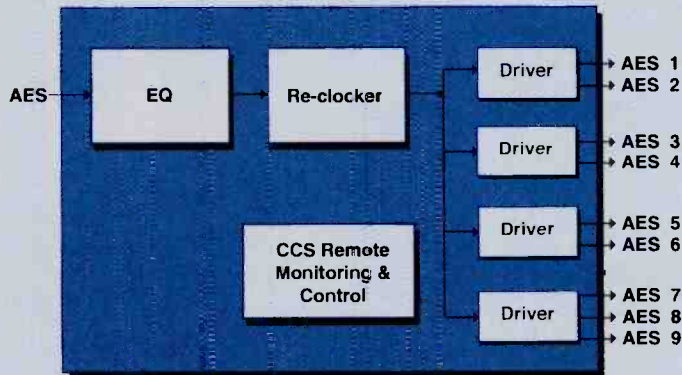 AES
EQ
Re-clocker
Driver
AES 1
AES 2
Driver
AES 3
AES 4
Driver
AES 5
AES 6
Driver
AES 7
AES 8
AES 9
CCS Remote
Monitoring &
Control